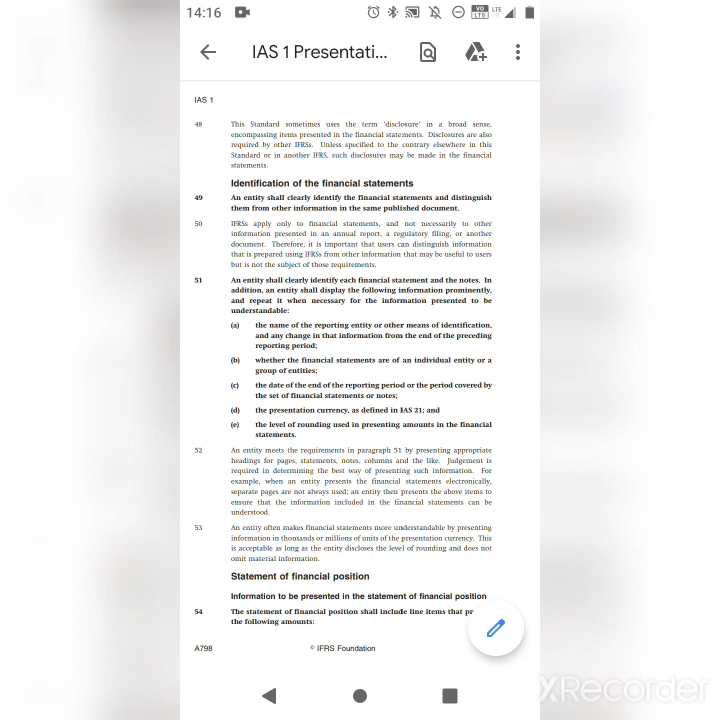 14:16
VO
LTE
LTE
IAS 1 Presentati...
IAS 1
48 This Standard sometimes uses the term 'disclosure' in a broad sense,
encompassing items presented in the financial statements. Disclosures are also
required by other IFRSs. Unless specified to the contrary elsewhere in this
Standard or in another IFRS, such disclosures may be made in the financial
statements.
Identification of the financial statements
49 An entity shall clearly identify the financial statements and distinguish
them from other information in the same published document.
50 IFRSs apply only to financial statements, and not necessarily to other
information presented in an annual report, a regulatory filing, or another
document. Therefore, it is important that users can distinguish information
that is prepared using IFRSs from other information that may be useful to users
but is not the subject of those requirements.
51 An entity shall clearly identify each financial statement and the notes. In
addition, an entity shall display the following information prominently,
and repeat it when necessary for the information presented to be
understandable:
(a) the name of the reporting entity or other means of identification,
and any change in that information from the end of the preceding
reporting period;
(b) whether the financial statements are of an individual entity or a
group of entities;
(c) the date of the end of the reporting period or the period covered by
the set of financial statements or notes;
(d) the presentation currency, as defined in IAS 21; and
(e) the level of rounding used in presenting amounts in the financial
statements.
52 An entity meets the requirements in paragraph 51 by presenting appropriate
headings for pages, statements, notes, columns and the like. Judgement is
required in determining the best way of presenting such information. For
example, when an entity presents the financial statements electronically,
separate pages are not always used; an entity then presents the above items to
ensure that the information included in the financial statements can be
understood.
53 An entity often makes financial statements more understandable by presenting
information in thousands or millions of units of the presentation currency. This
is acceptable as long as the entity discloses the level of rounding and does not
omit material information.
Statement of financial position
Information to be presented in the statement of financial position
54 The statement of financial position shall include line items that
the following amounts:
A798 © IFRS Foundation
XRecorder